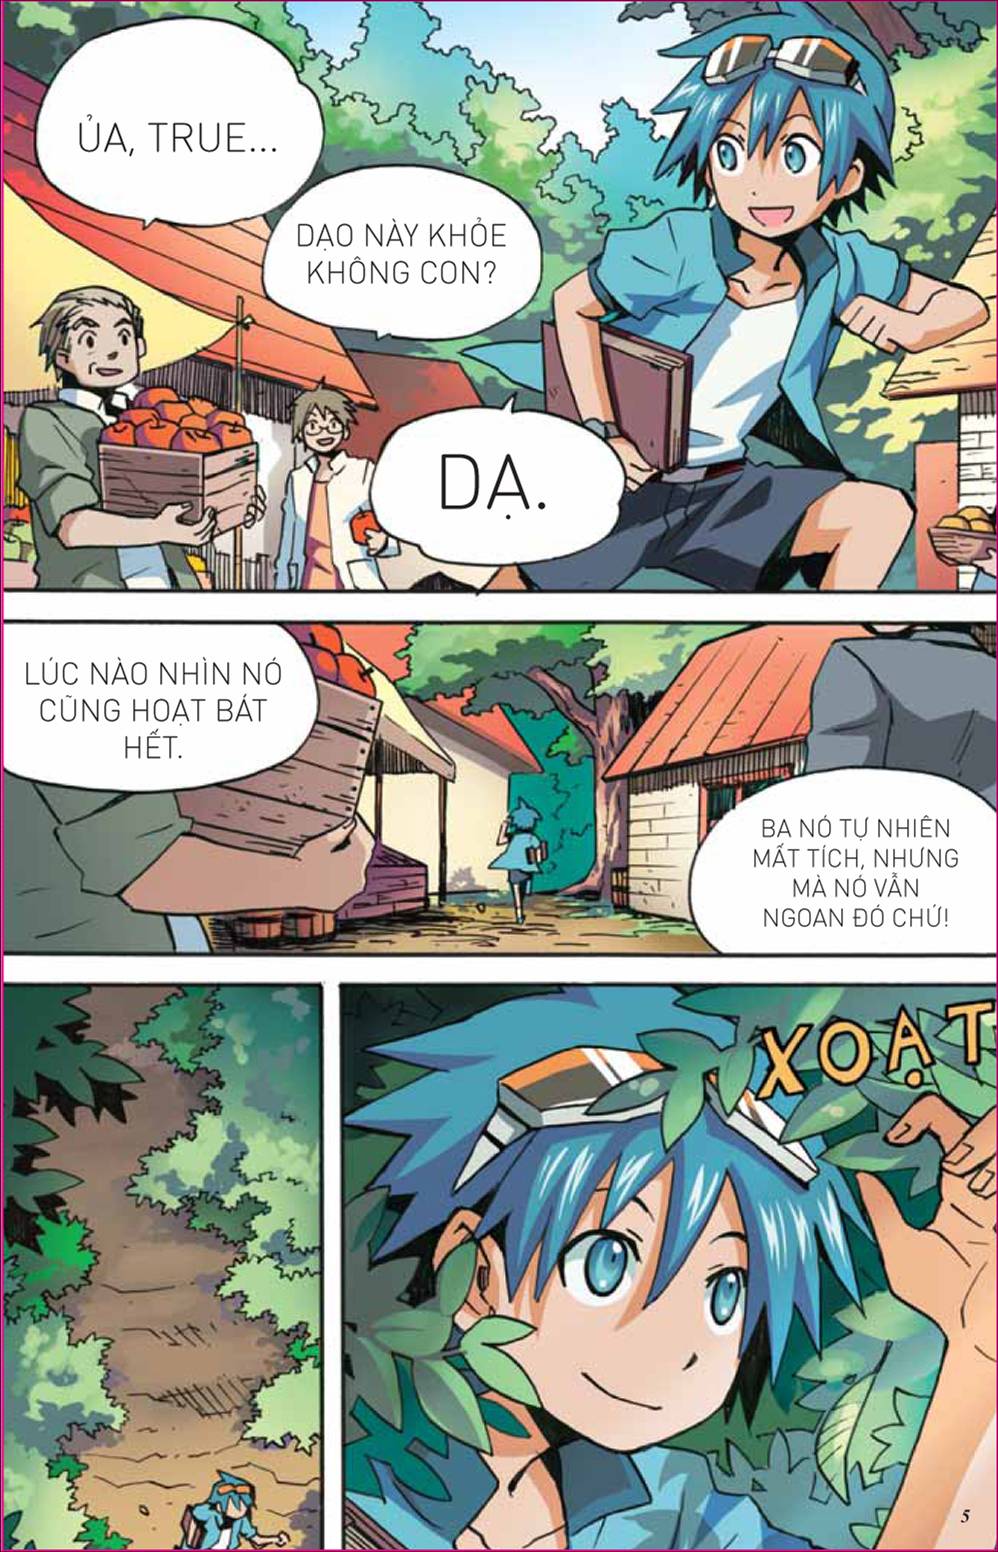 ỦA, TRUE...
DẠO NÀY KHỎE
KHÔNG CON?
DẠ.
LÚC NÀO NHÌN NÓ
CŨNG HOẠT BÁT
HẾT.
BA NÓ TỰ NHIÊN
MẤT TÍCH, NHƯNG
MÀ NÓ VẪN
NGOAN ĐÓ CHỨ!
XOẠT
5